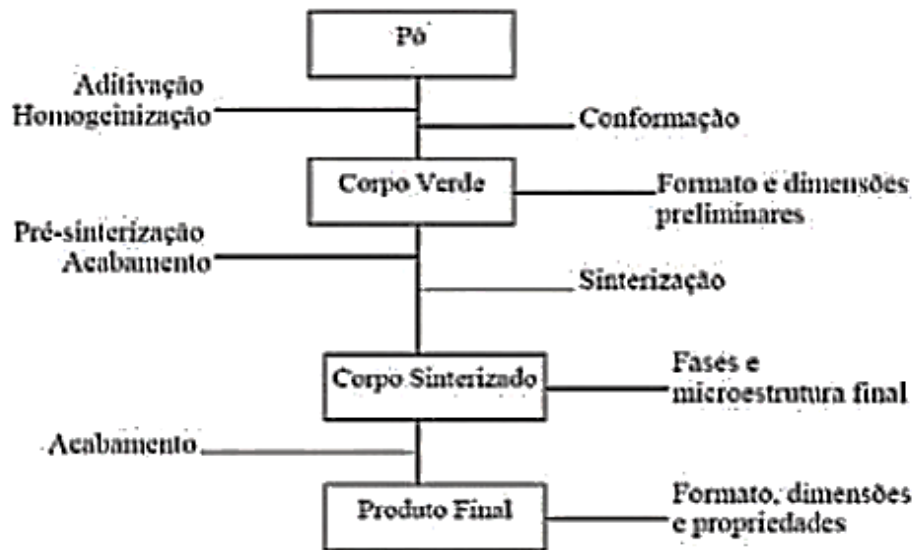 Pó
Aditivação
Homogeinização
Conformação
Corpo Verde
Formato e dimensões
preliminares
Pré-sinterização
Acabamento
Sinterização
Corpo Sinterizado
Fases e
microestrutura final
Acabamento
Produto Final
Formato, dimensões
e propriedades